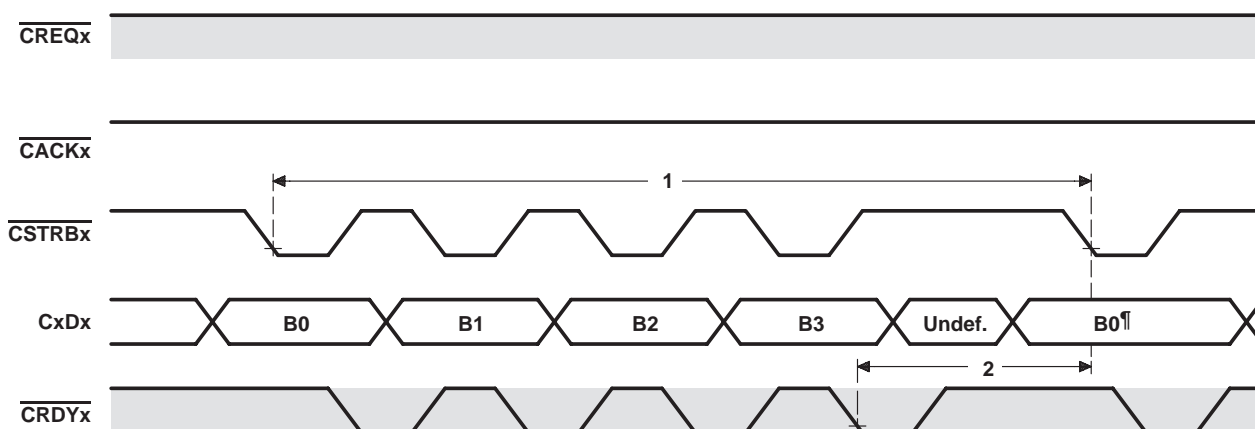 CREQx
CACKx
1
CSTRBx
CxDx B0 B1 B2 B3 Undef. B0¶
2
CRDYx